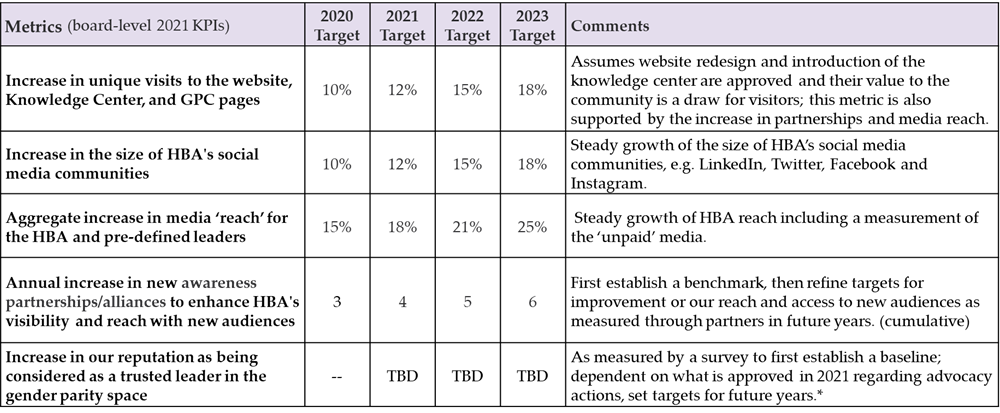 Metrics (board-level 2021 KPIs)
2020
Target
2021
Target
2022
Target
2023
Target
Comments
Increase in unique visits to the website,
Knowledge Center, and GPC pages
10%
12%
15%
18%
Assumes website redesign and introduction of the
knowledge center are approved and their value to the
community is a draw for visitors; this metric is also
supported by the increase in partnerships and media reach.
Increase in the size of HBA's social
media communities
10%
12%
15%
18%
Steady growth of the size of HBA’s social media
communities, e.g. LinkedIn, Twitter, Facebook and
Instagram.
Aggregate increase in media ‘reach’ for
the HBA and pre-defined leaders
15%
18%
21%
25%
Steady growth of HBA reach including a measurement of
the ‘unpaid’ media.
Annual increase in new awareness
partnerships/alliances to enhance HBA's
visibility and reach with new audiences
3
4
5
6
First establish a benchmark, then refine targets for
improvement or our reach and access to new audiences as
measured through partners in future years. (cumulative)
Increase in our reputation as being
considered as a trusted leader in the
gender parity space
--
TBD
TBD
TBD
As measured by a survey to first establish a baseline;
dependent on what is approved in 2021 regarding advocacy
actions, set targets for future years.*